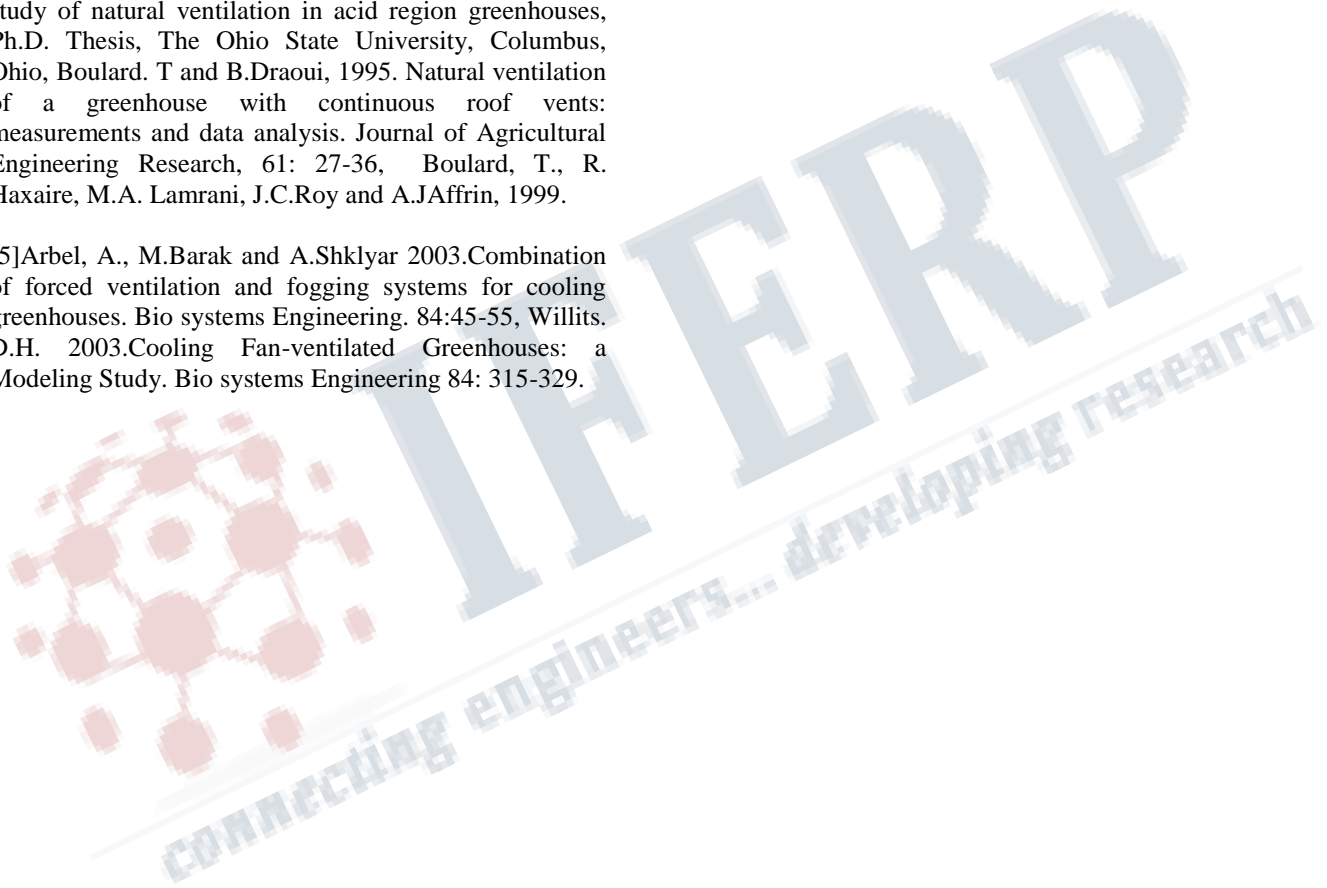 study of natural ventilation in acid region greenhouses,
Ph.D. Thesis, The Ohio State University, Columbus,
Ohio, Boulard. T and B.Draoui, 1995. Natural ventilation
of a greenhouse with continuous roof vents:
measurements and data analysis. Journal of Agricultural
Engineering Research, 61: 27-36, Boulard, T., R.
Haxaire, M.A. Lamrani, J.C.Roy and A.JAffrin, 1999.
5]Arbel, A., M.Barak and A.Shklyar 2003.Combination
of forced ventilation and fogging systems for cooling
greenhouses. Bio systems Engineering. 84:45-55, Willits.
D.H. 2003.Cooling Fan-ventilated Greenhouses: a
Modeling Study. Bio systems Engineering 84: 315-329.
IFERP
connecting engineers... developing research